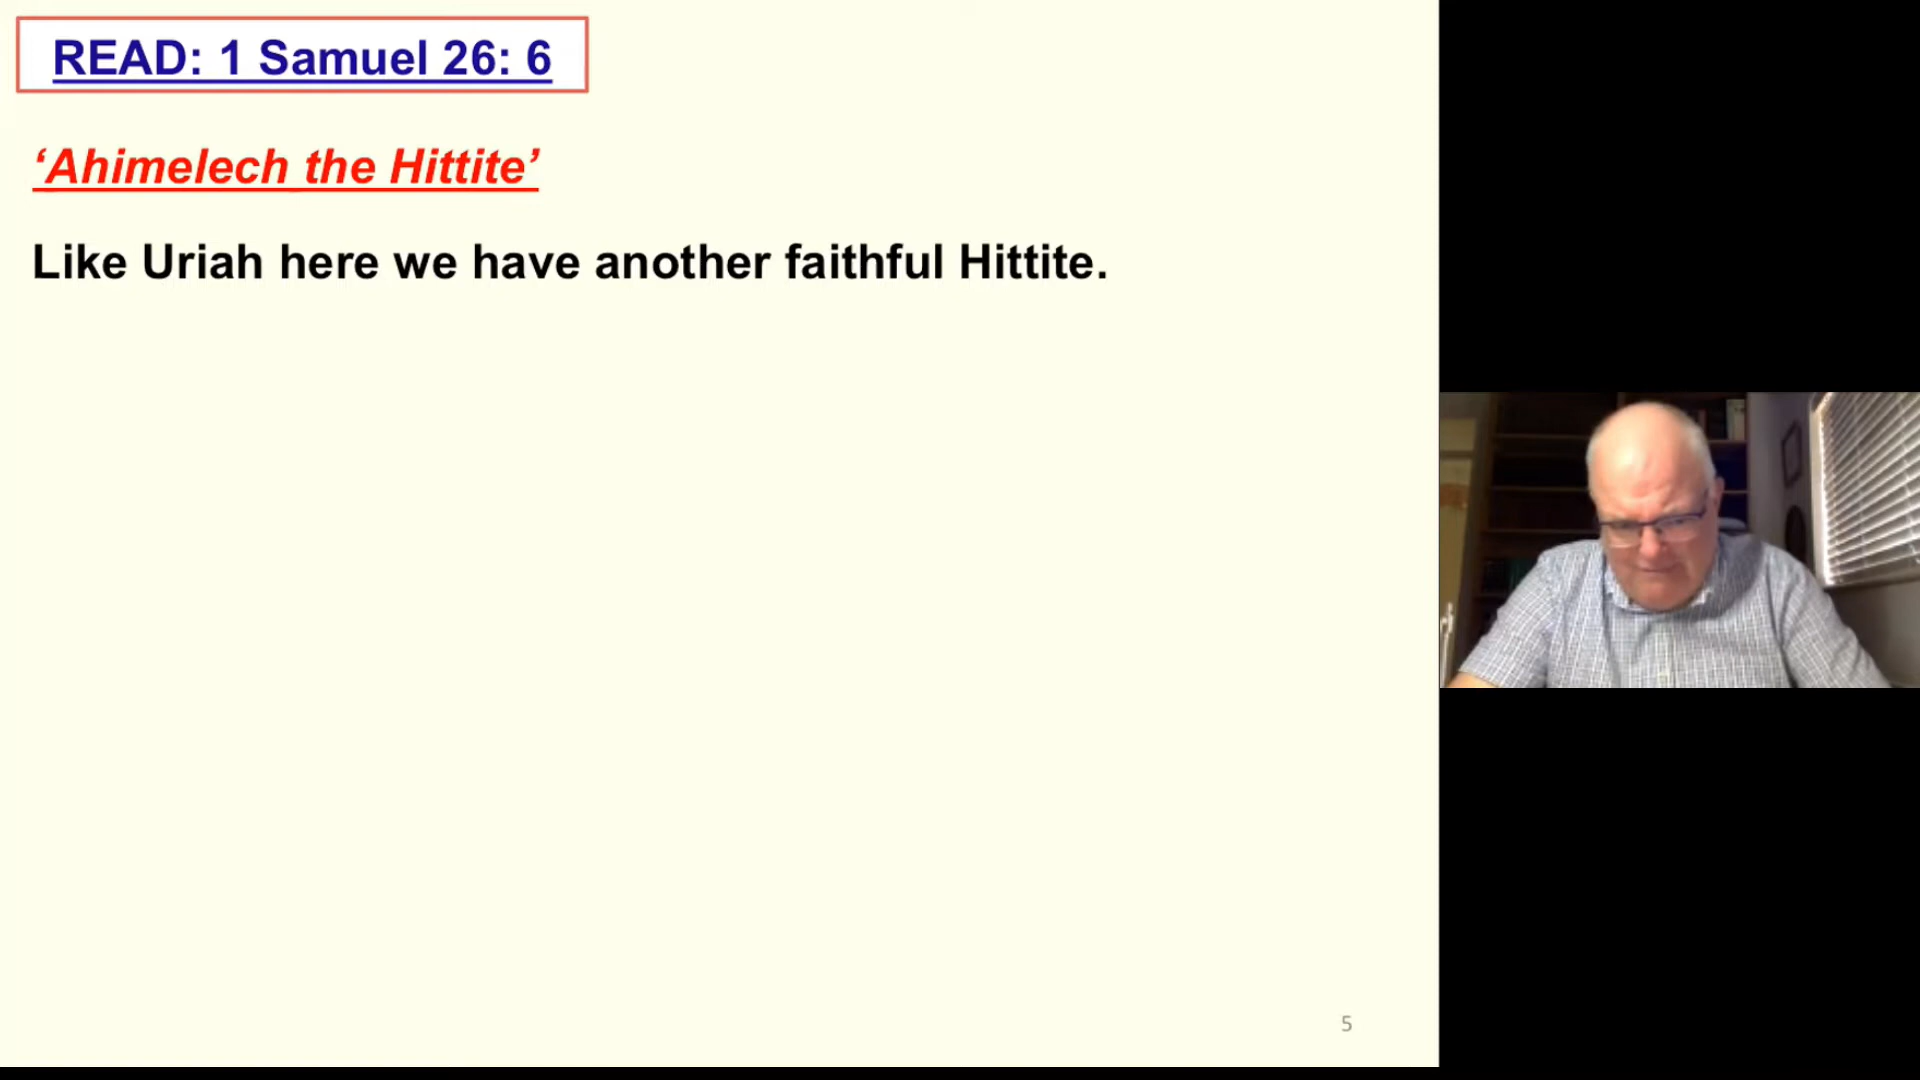 READ: 1 Samuel 26: 6
‘Ahimelech the Hittite’
Like Uriah here we have another faithful Hittite.
5